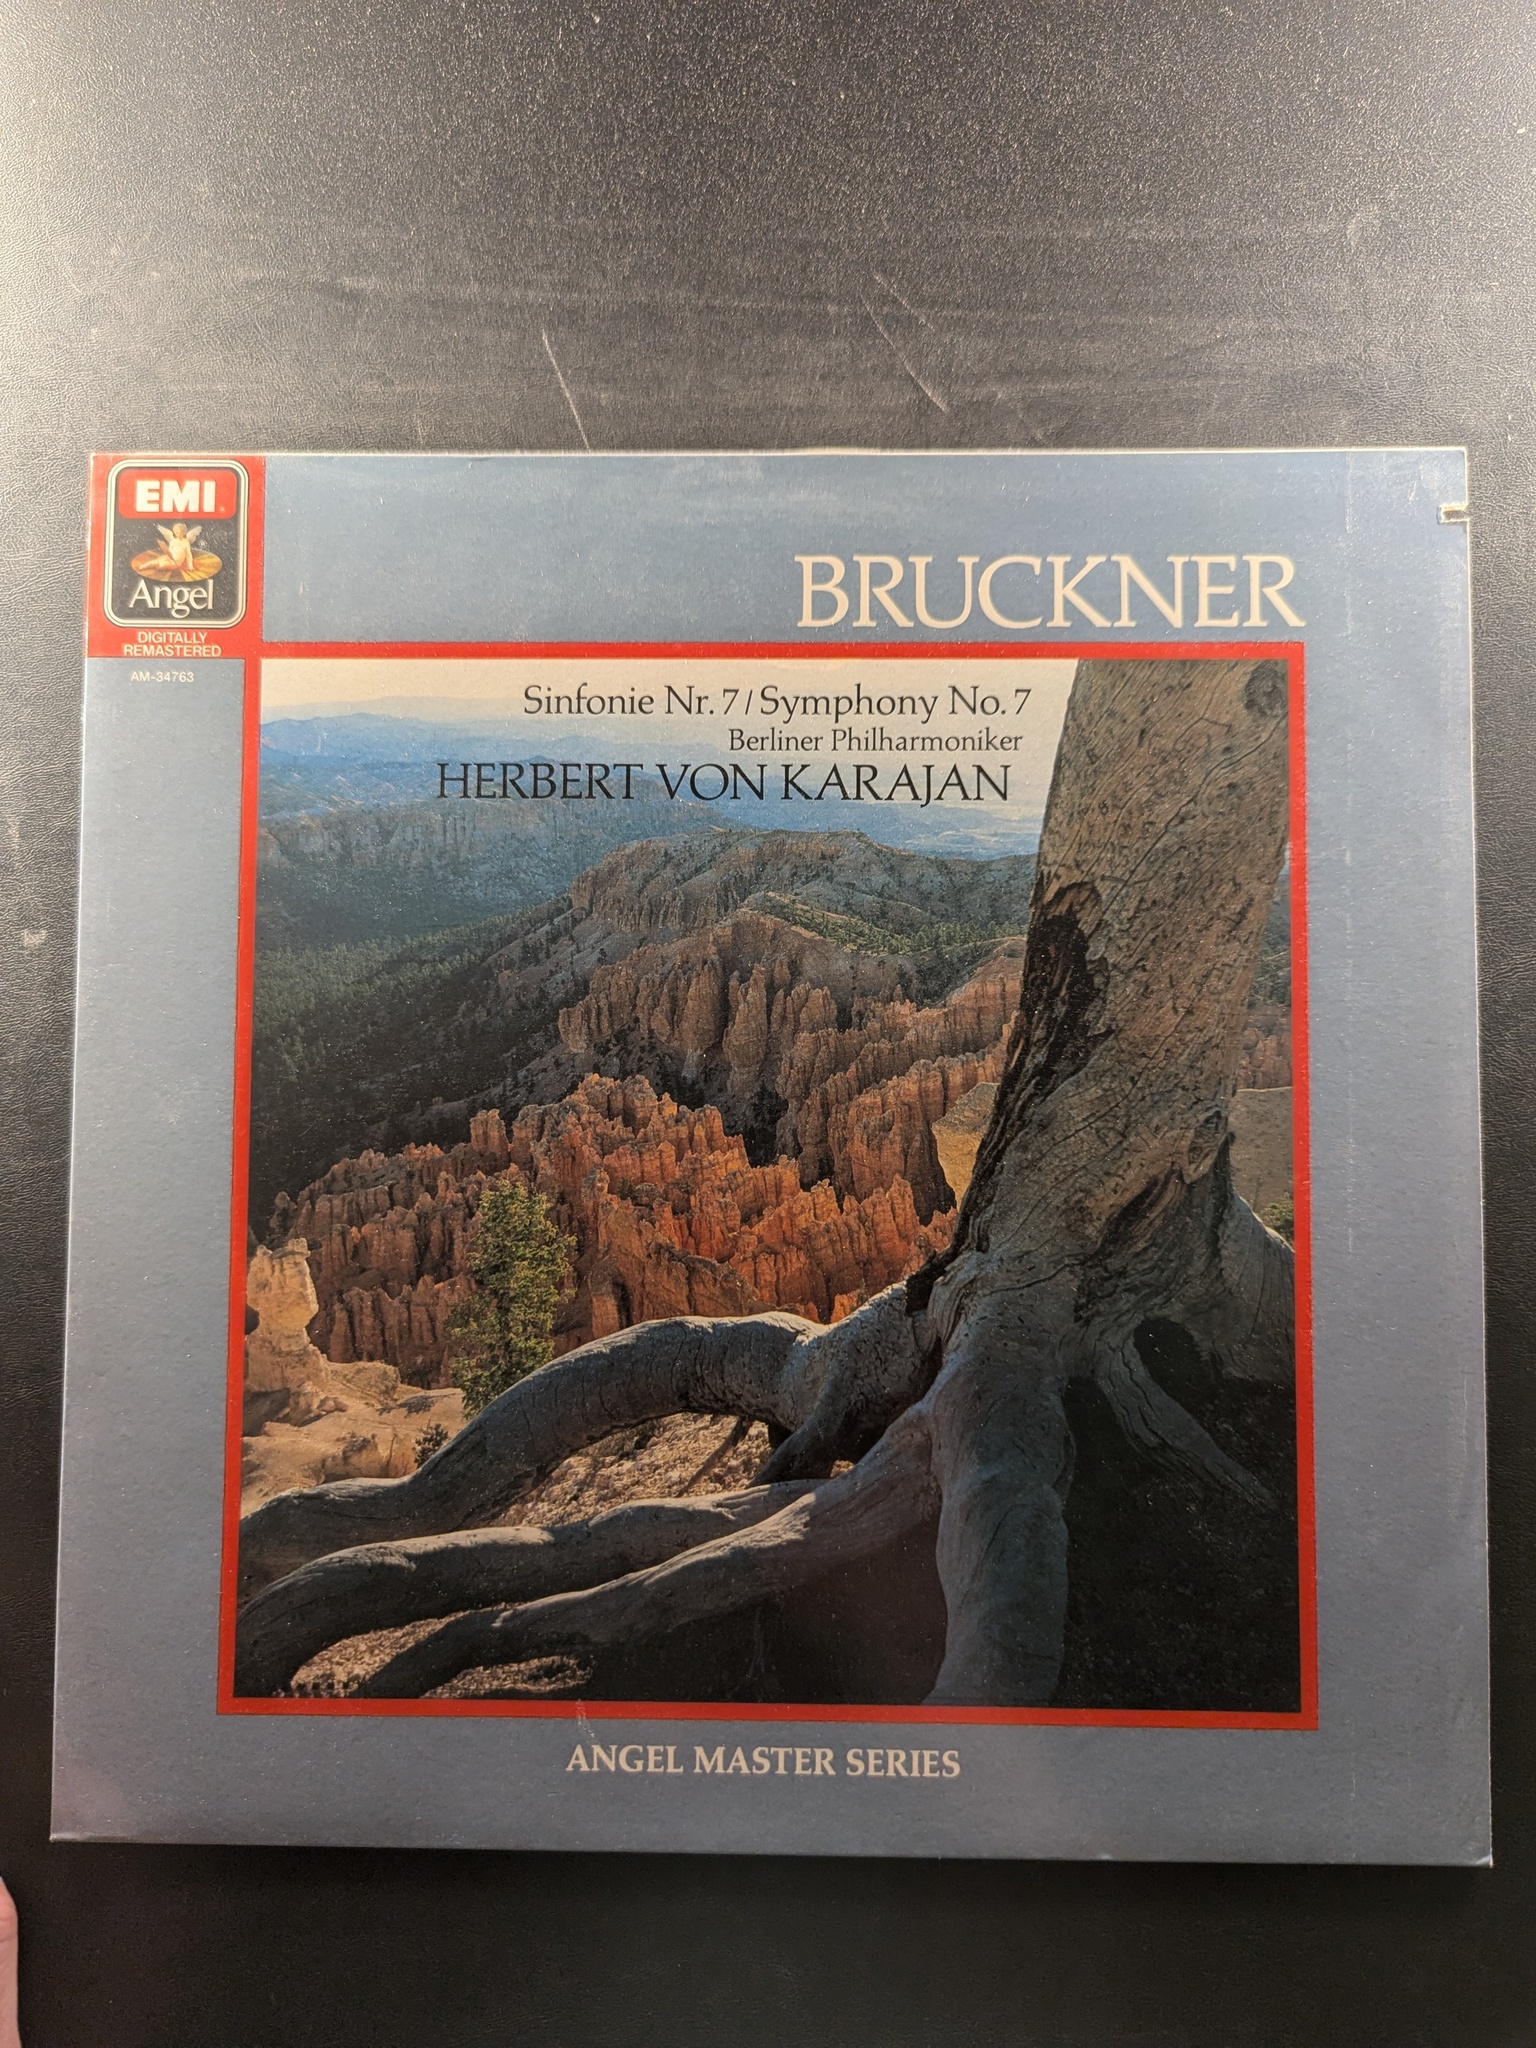 EMI
Angel
DIGITALLY
REMASTERED
AM-34763
BRUCKNER
Sinfonie Nr. 7 / Symphony No. 7
Berliner Philharmoniker
HERBERT VON KARAJAN
ANGEL MASTER SERIES